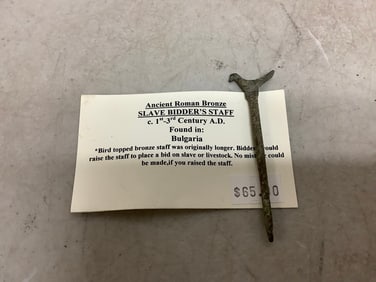 Ancient Roman Bronze
SLAVE BIDDER'S STAFF
c. 1st-3rd Century A.D.
Found in:
Bulgaria
*Bird topped bronze staff was originally longer. Bidder
raise the staff to place a bid on slave or livestock. No could
be made,if you raised the staff.
$65. 0